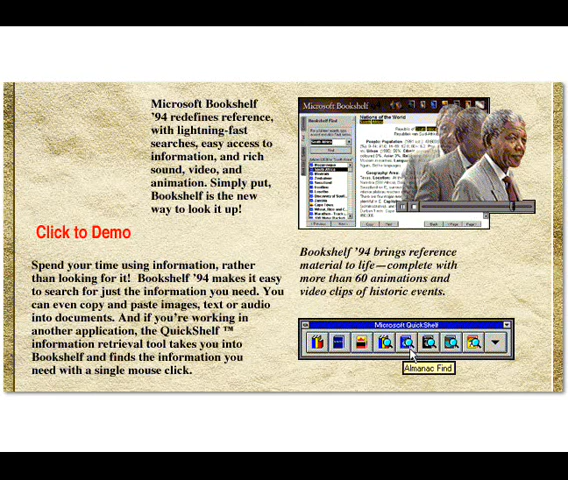 Microsoft Bookshelf
’94 redefines reference,
with lightning-fast
searches, easy access to
information, and rich
sound, video, and
animation. Simply put,
Bookshelf is the new
way to look it up!
Click to Demo
Spend your time using information, rather
than looking for it! Bookshelf ’94 makes it easy
to search for just the information you need. You
can even copy and paste images, text or audio
into documents. And if you’re working in
another application, the QuickShelf ™
information retrieval tool takes you into
Bookshelf and finds the information you
need with a single mouse click.
Microsoft Bookshelf
Bookshelf Find
Nations of the World
South Africa
Find
Bookshelf ’94 brings reference
material to life—complete with
more than 60 animations and
video clips of historic events.
Microsoft QuickShelf
Almanac Find